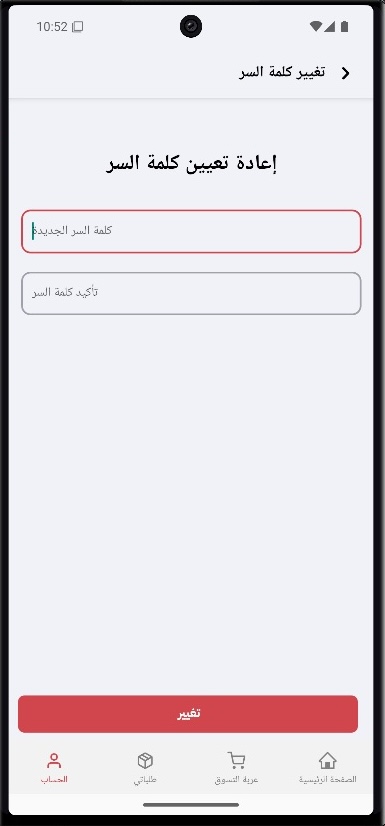 10:52
تغيير كلمة السر
إعادة تعيين كلمة السر
كلمة السر الجديدة
تأكيد كلمة السر
تغيير
الصفحة الرئيسية
عربة التسوق
طلباتي
الحساب